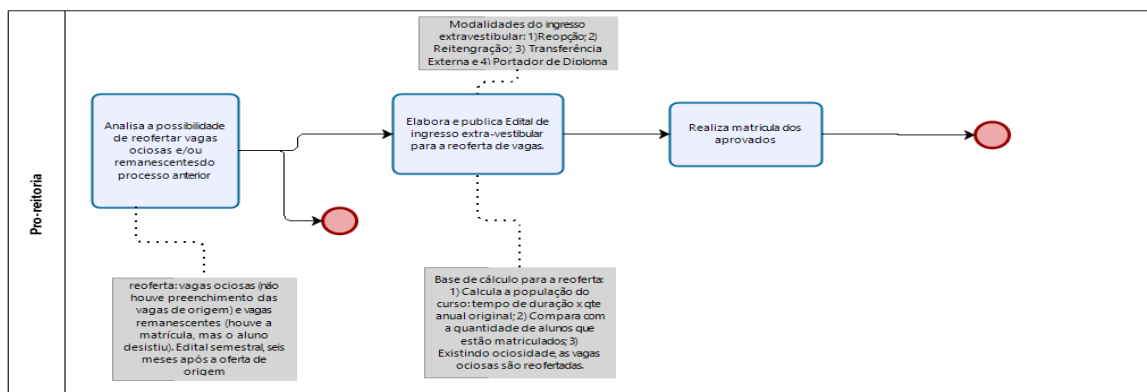 Pro-reitoria
Analisa a possibilidade
de reofertar vagas
ociosas e/ou
remanescentesdo
processo anterior
reoferta: vagas ociosas (não
houve preenchimento das
vagas de origem) e vagas
remanescentes (houve a
matrícula, mas o aluno
desistiu). Edital semestral, seis
meses após a oferta de
origem
Modalidades do ingresso
extravestibular: 1)Reopção; 2)
Reitengração; 3) Transferência
Externa e 4) Portador de Diploma
Elabora e publica Edital de
ingresso extra-vestibular
para a reoferta de vagas.
Base de cálculo para a reoferta:
1) Calcula a população do
curso: tempo de duração x qte
anual original; 2) Compara com
a quantidade de alunos que
estão matriculados; 3)
Existindo ociosidade, as vagas
ociosas são reofertadas.
Realiza matricula dos
aprovados